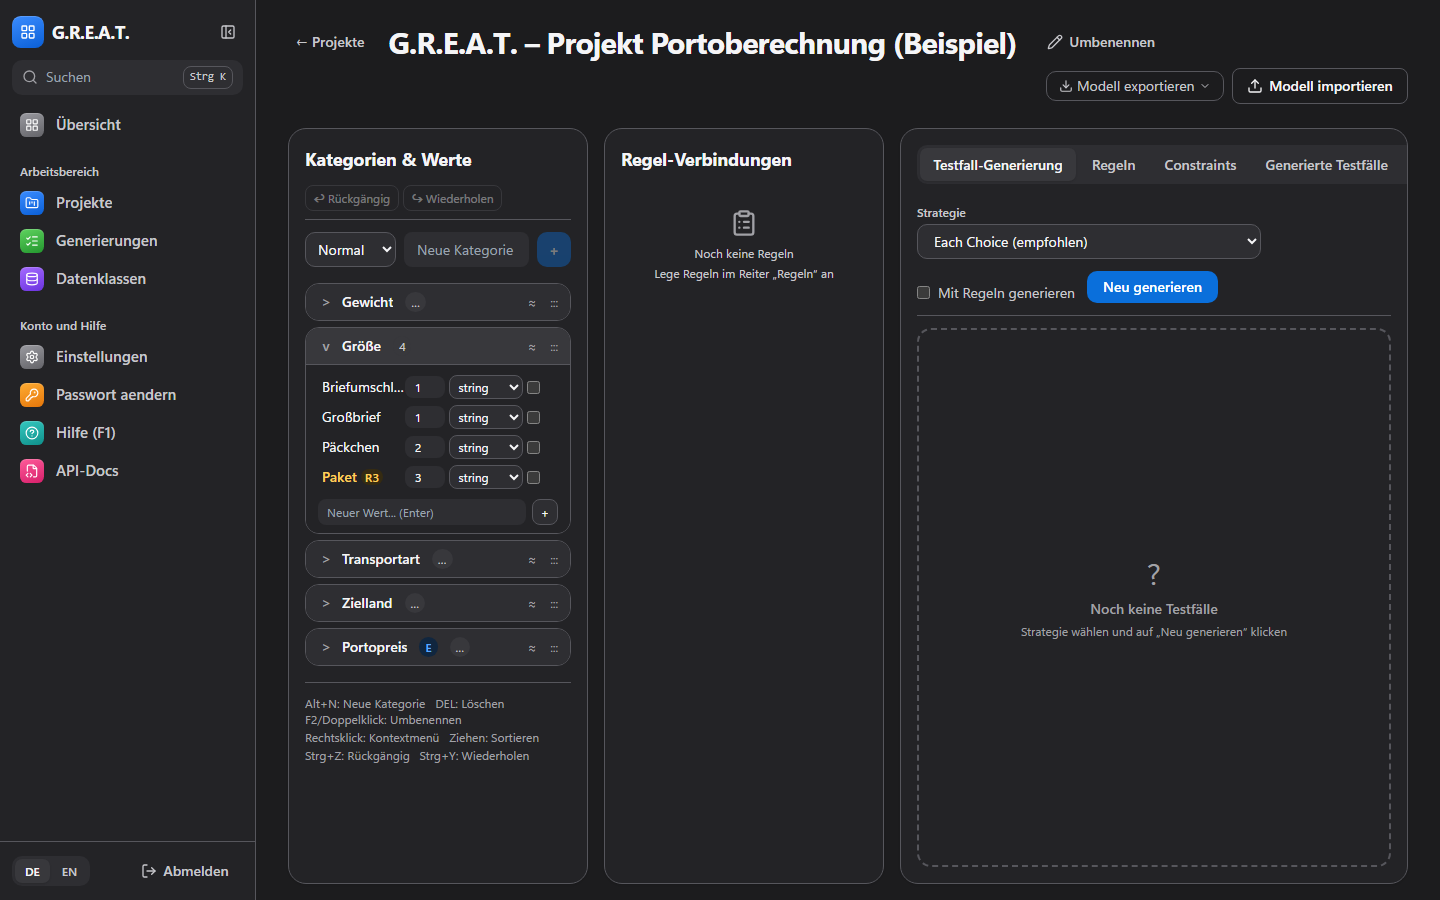 G.R.E.A.T.
Suchen
Strg K
Übersicht
Arbeitsbereich
Projekte
Generierungen
Datenklassen
Konto und Hilfe
Einstellungen
Passwort aendern
Hilfe (F1)
API-Docs
DE
EN
Abmelden
← Projekte
G.R.E.A.T. – Projekt Portoberechnung (Beispiel)
Umbenennen
Modell exportieren
Modell importieren
Kategorien & Werte
↩ Rückgängig
↪ Wiederholen
Normal
Neue Kategorie
+
> Gewicht ... ≈ :::
v Größe 4 ≈ :::
Briefumschl... 1 string
Großbrief 1 string
Päckchen 2 string
Paket R3 3 string
Neuer Wert... (Enter)
+
> Transportart ... ≈ :::
> Zielland ... ≈ :::
> Portopreis E ... ≈ :::
Alt+N: Neue Kategorie DEL: Löschen
F2/Doppelklick: Umbenennen
Rechtsklick: Kontextmenü Ziehen: Sortieren
Strg+Z: Rückgängig Strg+Y: Wiederholen
Regel-Verbindungen
Noch keine Regeln
Lege Regeln im Reiter „Regeln“ an
Testfall-Generierung
Regeln
Constraints
Generierte Testfälle
Strategie
Each Choice (empfohlen)
Mit Regeln generieren
Neu generieren
?
Noch keine Testfälle
Strategie wählen und auf „Neu generieren“ klicken